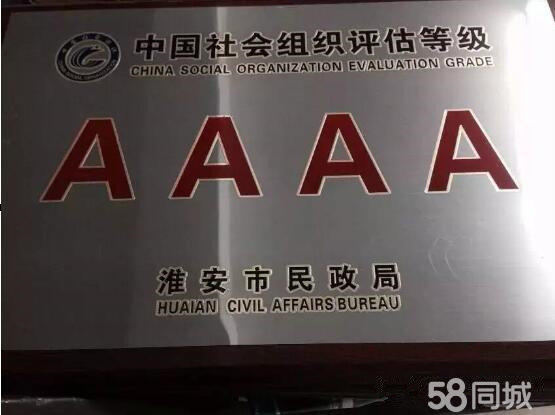 中国社会组织评估等级
CHINA SOCIAL ORGANIZATION EVALUATION GRADE
AAAA
淮安市民政局
HUAIAN CIVIL AFFAIRS BUREAU
58同城